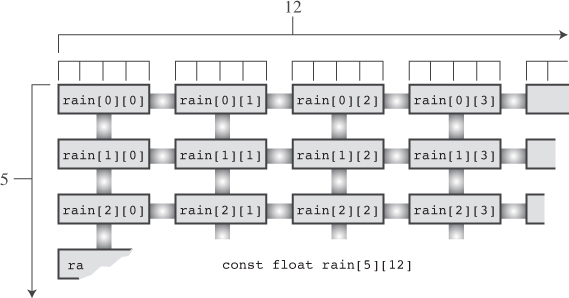 12
rain[0][0] rain[0][1] rain[0][2] rain[0][3]
5
rain[1][0] rain[1][1] rain[1][2] rain[1][3]
rain[2][0] rain[2][1] rain[2][2] rain[2][3]
ra
const float rain[5][12]